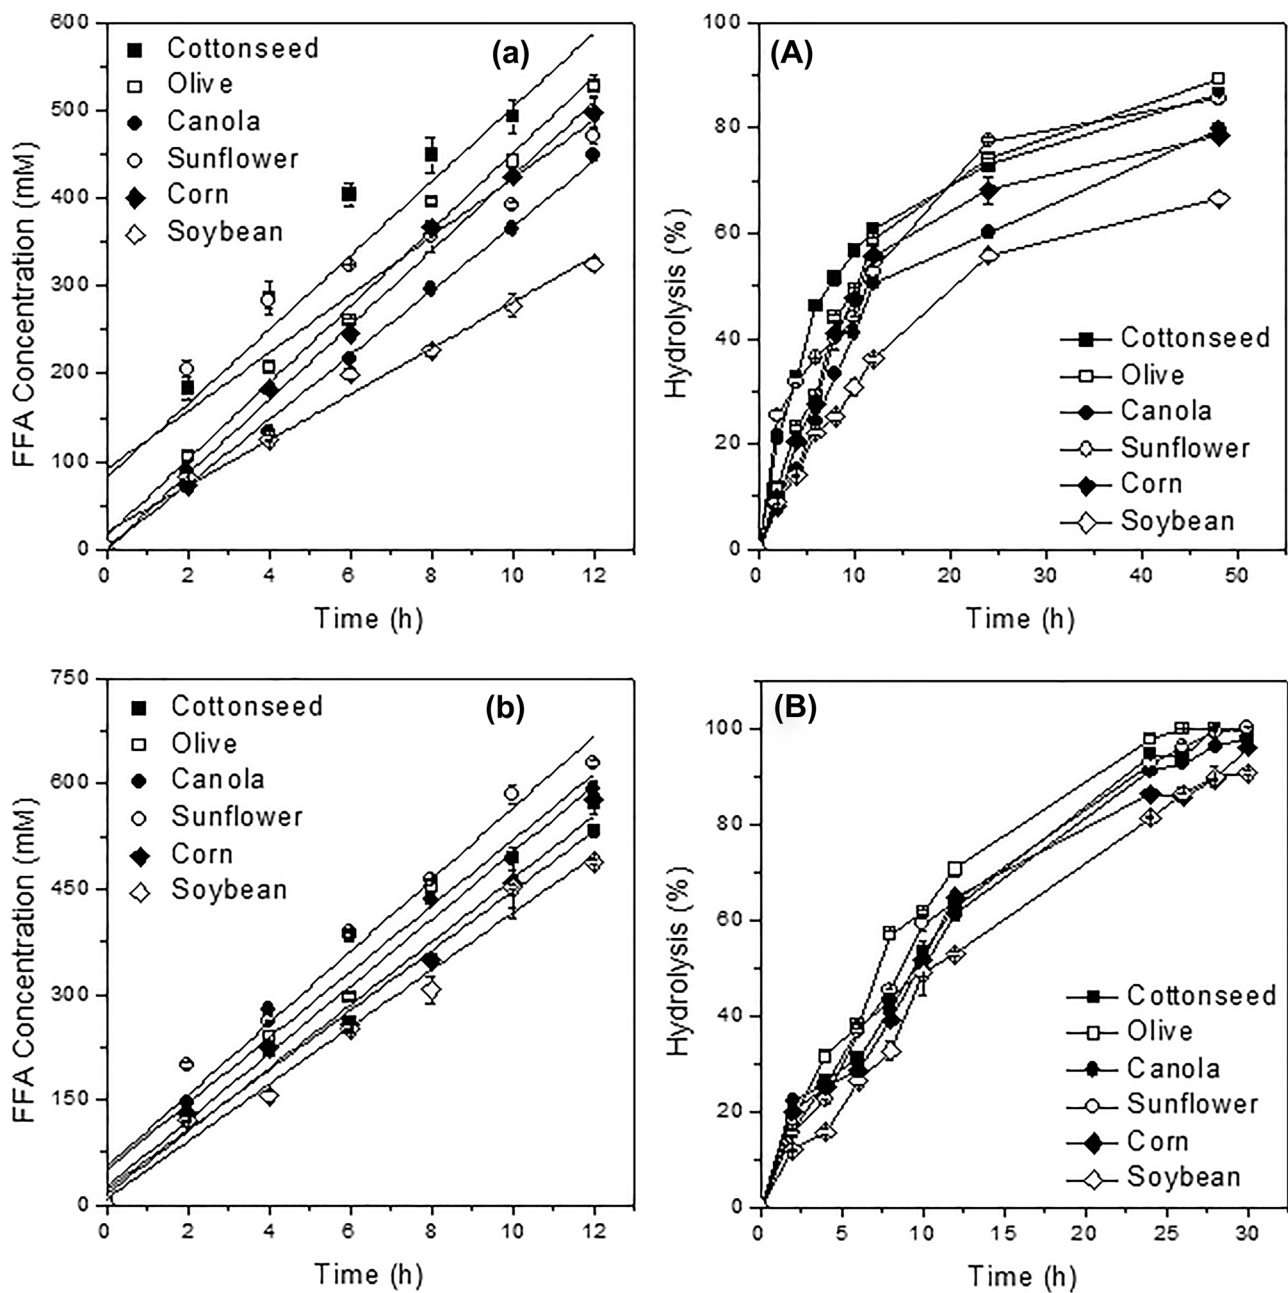 (a)
600
500
400
300
200
100
0
FFA Concentration (mM)
Cottonseed
Olive
Canola
Sunflower
Corn
Soybean
0 2 4 6 8 10 12
Time (h)
(A)
100
80
60
40
20
0
Hydrolysis (%)
Cottonseed
Olive
Canola
Sunflower
Corn
Soybean
0 10 20 30 40 50
Time (h)
(b)
750
600
450
300
150
0
FFA Concentration (mM)
Cottonseed
Olive
Canola
Sunflower
Corn
Soybean
0 2 4 6 8 10 12
Time (h)
(B)
100
80
60
40
20
0
Hydrolysis (%)
Cottonseed
Olive
Canola
Sunflower
Corn
Soybean
0 5 10 15 20 25 30
Time (h)